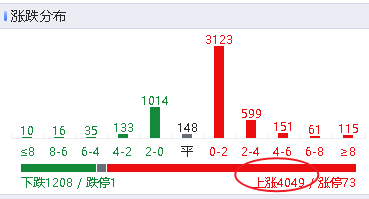 涨跌分布
10 16 35 133 1014 148 3123 599 151 61 115
≤8 8-6 6-4 4-2 2-0 平 0-2 2-4 4-6 6-8 ≥8
下跌1208 / 跌停1 上涨4049 / 涨停73